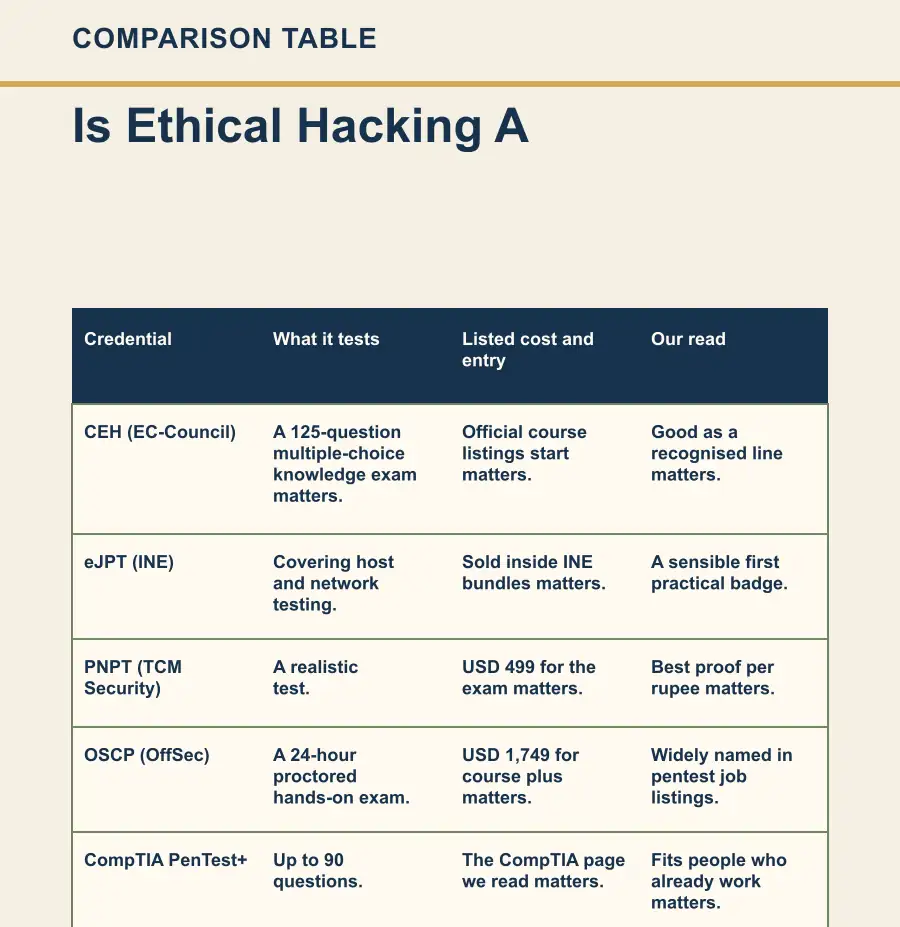 COMPARISON TABLE
Is Ethical Hacking A
Credential
What it tests
Listed cost and
entry
Our read
CEH (EC-Council)
A 125-question
multiple-choice
knowledge exam
matters.
Official course
listings start
matters.
Good as a
recognised line
matters.
eJPT (INE)
Covering host
and network
testing.
Sold inside INE
bundles matters.
A sensible first
practical badge.
PNPT (TCM
Security)
A realistic
test.
USD 499 for the
exam matters.
Best proof per
rupee matters.
OSCP (OffSec)
A 24-hour
proctored
hands-on exam.
USD 1,749 for
course plus
matters.
Widely named in
pentest job
listings.
CompTIA PenTest+
Up to 90
questions.
The CompTIA page
we read matters.
Fits people who
already work
matters.